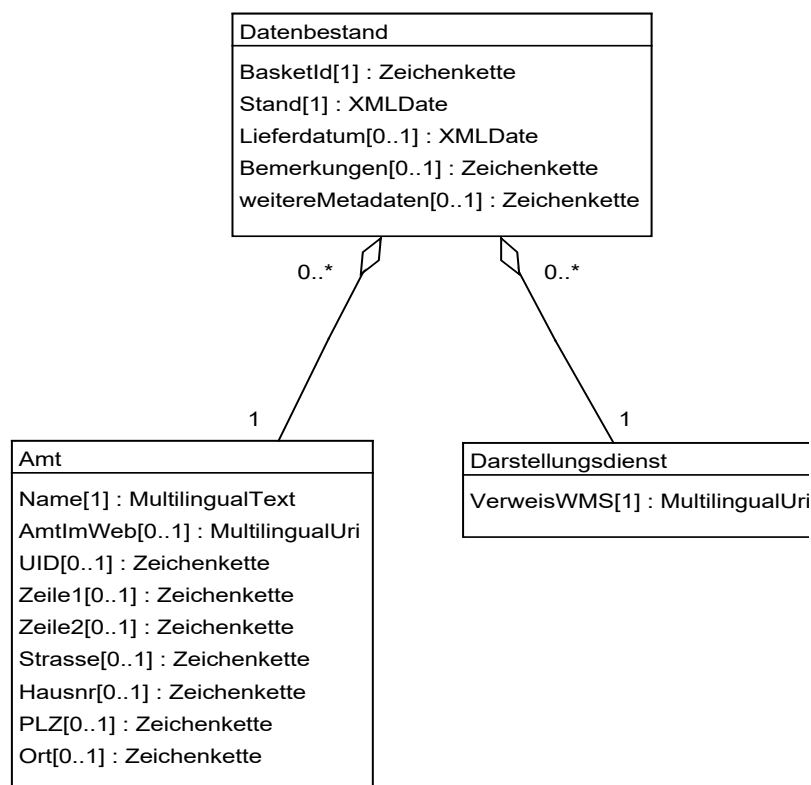 Datenbestand
BasketId[1] : Zeichenkette
Stand[1] : XMLDate
Lieferdatum[0..1] : XMLDate
Bemerkungen[0..1] : Zeichenkette
weitereMetadaten[0..1] : Zeichenkette
0..*
0..*
1
1
Amt
Name[1] : MultilingualText
AmtImWeb[0..1] : MultilingualUri
UID[0..1] : Zeichenkette
Zeile1[0..1] : Zeichenkette
Zeile2[0..1] : Zeichenkette
Strasse[0..1] : Zeichenkette
Hausnr[0..1] : Zeichenkette
PLZ[0..1] : Zeichenkette
Ort[0..1] : Zeichenkette
Darstellungsdienst
VerweisWMS[1] : MultilingualUri